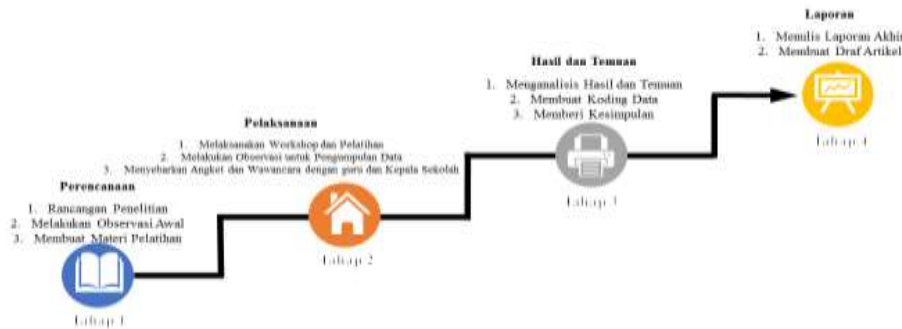 Perencanaan
1. Rancangan Penelitian
2. Melakukan Observasi Awal
3. Membuat Materi Pelatihan
Tahap 1
Pelaksanaan
1. Melaksanakan Workshop dan Pelatihan
2. Melakukan Observasi untuk Pengumpulan Data
3. Menyebarkan Angket dan Wawancara dengan guru dan Kepala Sekolah
Tahap 2
Hasil dan Temuan
1. Menganalisis Hasil dan Temuan
2. Membuat Koding Data
3. Memberi Kesimpulan
Tahap 3
Laporan
1. Menulis Laporan Akhir
2. Membuat Draf Artikel
Tahap 4